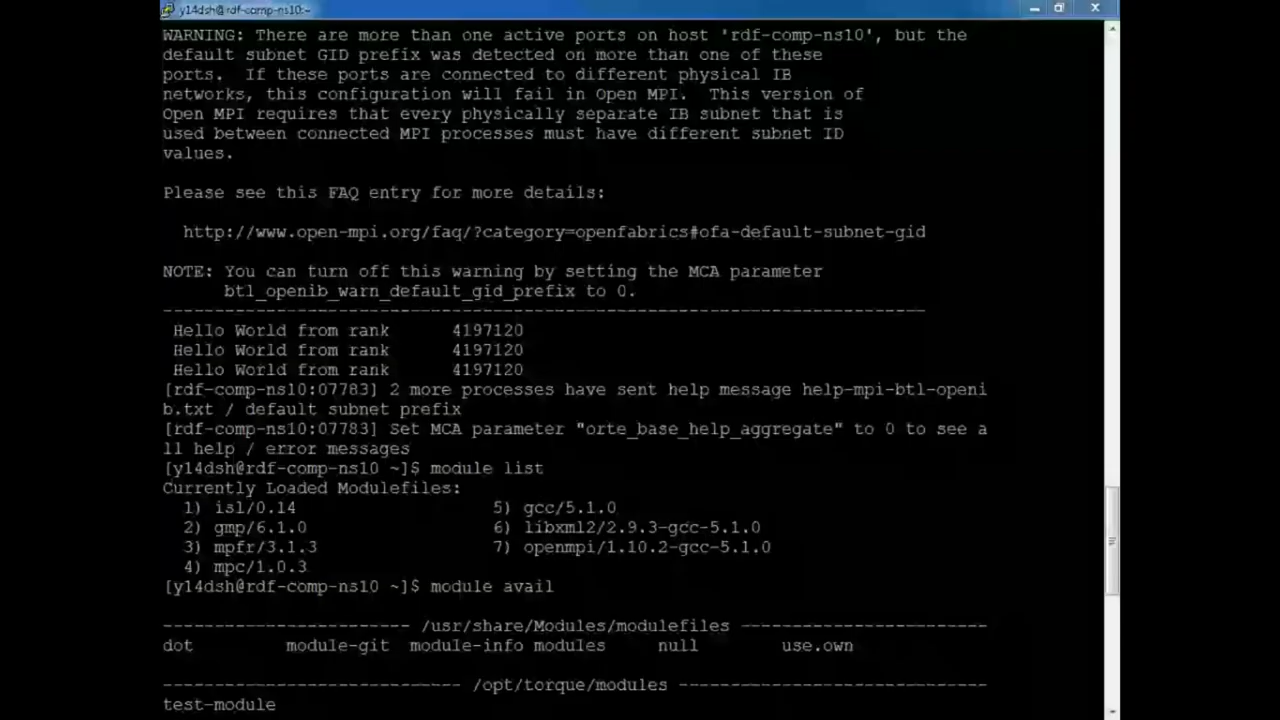 y14dsh@rdf-comp-ns10:~
WARNING: There are more than one active ports on host 'rdf-comp-ns10', but the
default subnet GID prefix was detected on more than one of these
ports.  If these ports are connected to different physical IB
networks, this configuration will fail in Open MPI.  This version of
Open MPI requires that every physically separate IB subnet that is
used between connected MPI processes must have different subnet ID
values.
Please see this FAQ entry for more details:
http://www.open-mpi.org/faq/?category=openfabrics#ofa-default-subnet-gid
NOTE: You can turn off this warning by setting the MCA parameter
btl_openib_warn_default_gid_prefix to 0.
--------------------------------------------------------------------------
Hello World from rank      4197120
Hello World from rank      4197120
Hello World from rank      4197120
[rdf-comp-ns10:07783] 2 more processes have sent help message help-mpi-btl-openi
b.txt / default subnet prefix
[rdf-comp-ns10:07783] Set MCA parameter "orte_base_help_aggregate" to 0 to see a
ll help / error messages
[y14dsh@rdf-comp-ns10 ~]$ module list
Currently Loaded Modulefiles:
1) isl/0.14                      5) gcc/5.1.0
2) gmp/6.1.0                     6) libxml2/2.9.3-gcc-5.1.0
3) mpfr/3.1.3                    7) openmpi/1.10.2-gcc-5.1.0
4) mpc/1.0.3
[y14dsh@rdf-comp-ns10 ~]$ module avail
------------------------ /usr/share/Modules/modulefiles ------------------------
dot         module-git  module-info modules     null        use.own
----------------------------- /opt/torque/modules ------------------------------
test-module